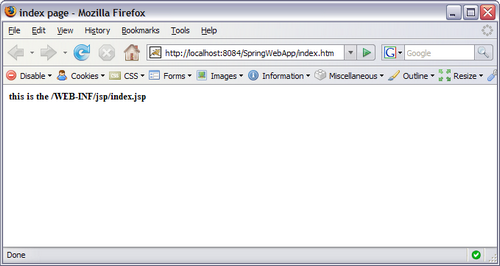 index page - Mozilla Firefox
File Edit View History Bookmarks Tools Help
http://localhost:8084/SpringWebApp/index.htm G Google
Disable Cookies CSS Forms Images Information Miscellaneous Outline Resize
this is the /WEB-INF/jsp/index.jsp
Done